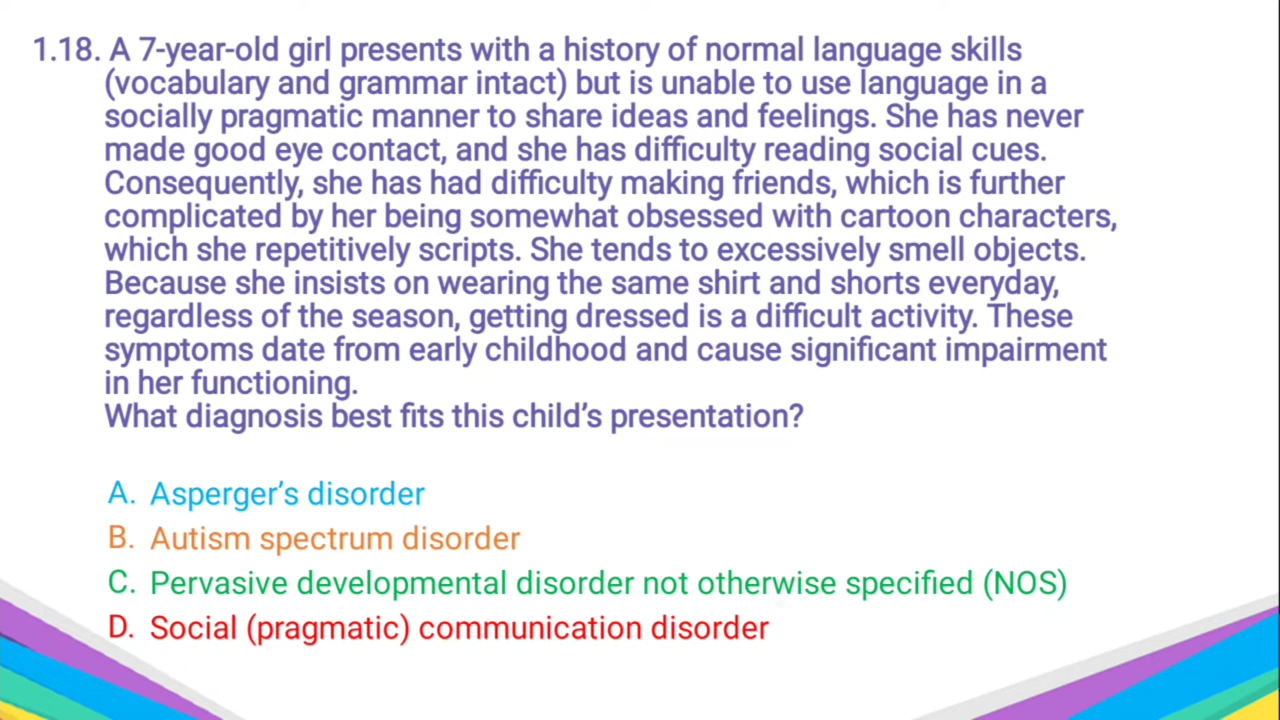 1.18. A 7-year-old girl presents with a history of normal language skills
(vocabulary and grammar intact) but is unable to use language in a
socially pragmatic manner to share ideas and feelings. She has never
made good eye contact, and she has difficulty reading social cues.
Consequently, she has had difficulty making friends, which is further
complicated by her being somewhat obsessed with cartoon characters,
which she repetitively scripts. She tends to excessively smell objects.
Because she insists on wearing the same shirt and shorts everyday,
regardless of the season, getting dressed is a difficult activity. These
symptoms date from early childhood and cause significant impairment
in her functioning.
What diagnosis best fits this child's presentation?
A. Asperger's disorder
B. Autism spectrum disorder
C. Pervasive developmental disorder not otherwise specified (NOS)
D. Social (pragmatic) communication disorder